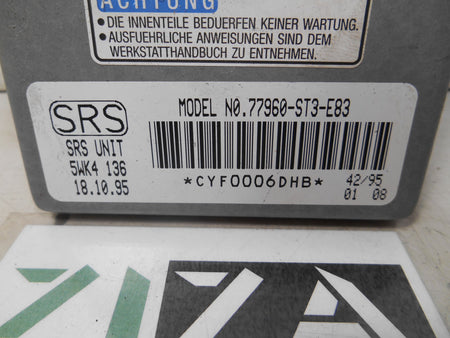 ACHTUNG
•DIE INNENTEILE BEDUERFEN KEINER WARTUNG.
•AUSFUEHRLICHE ANWEISUNGEN SIND DEM
WERKSTATTHANDBUCH ZU ENTNEHMEN.
SRS
SRS UNIT
5WK4 136
18.10.95
MODEL NO.77960-ST3-E83
*CYF0006DHB*
42/95
01 08